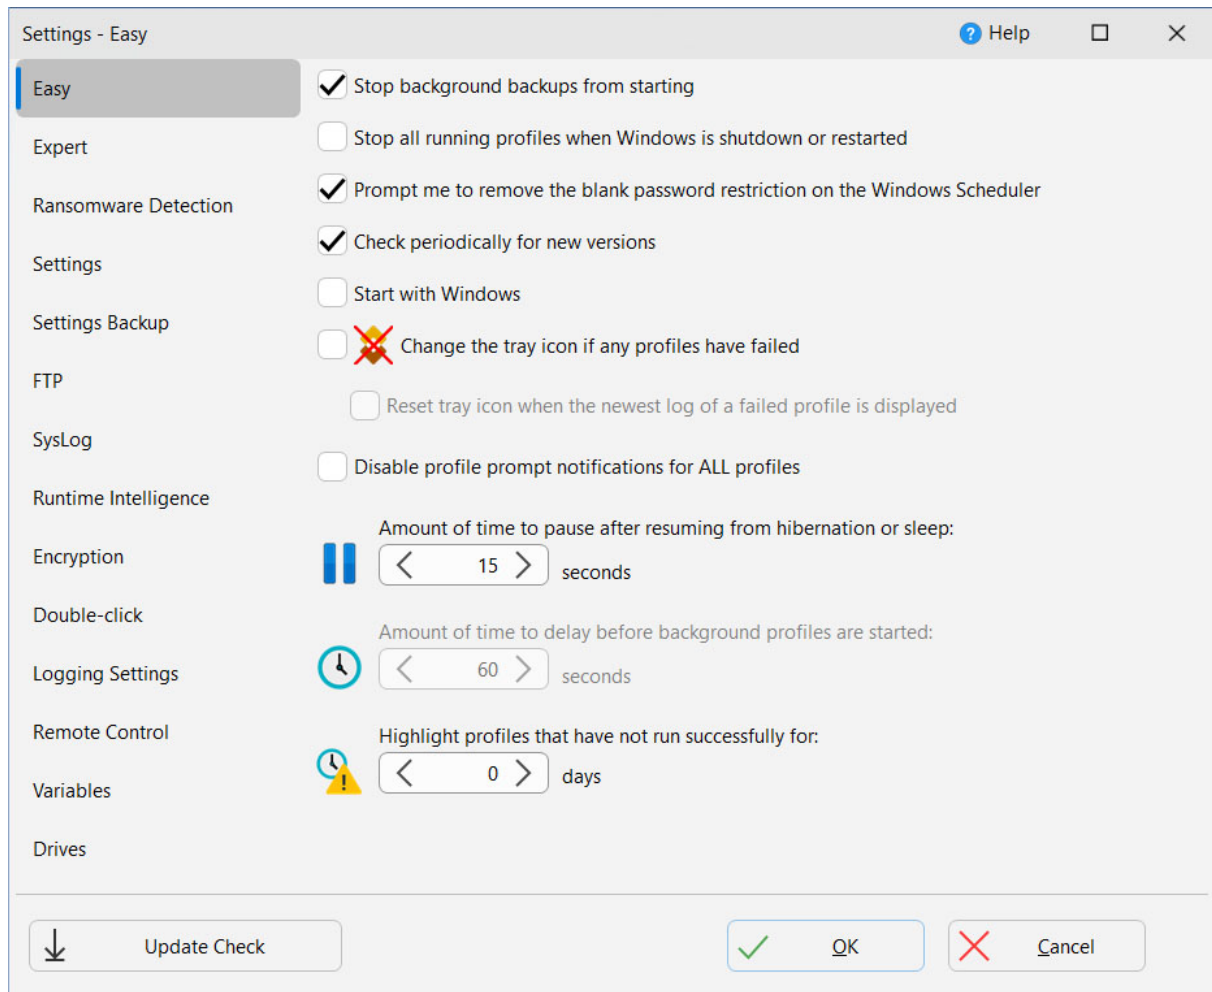 Settings - Easy
Help
Easy
Expert
Ransomware Detection
Settings
Settings Backup
FTP
SysLog
Runtime Intelligence
Encryption
Double-click
Logging Settings
Remote Control
Variables
Drives
Stop background backups from starting
Stop all running profiles when Windows is shutdown or restarted
Prompt me to remove the blank password restriction on the Windows Scheduler
Check periodically for new versions
Start with Windows
Change the tray icon if any profiles have failed
Reset tray icon when the newest log of a failed profile is displayed
Disable profile prompt notifications for ALL profiles
Amount of time to pause after resuming from hibernation or sleep:
15 seconds
Amount of time to delay before background profiles are started:
60 seconds
Highlight profiles that have not run successfully for:
0 days
Update Check
OK
Cancel